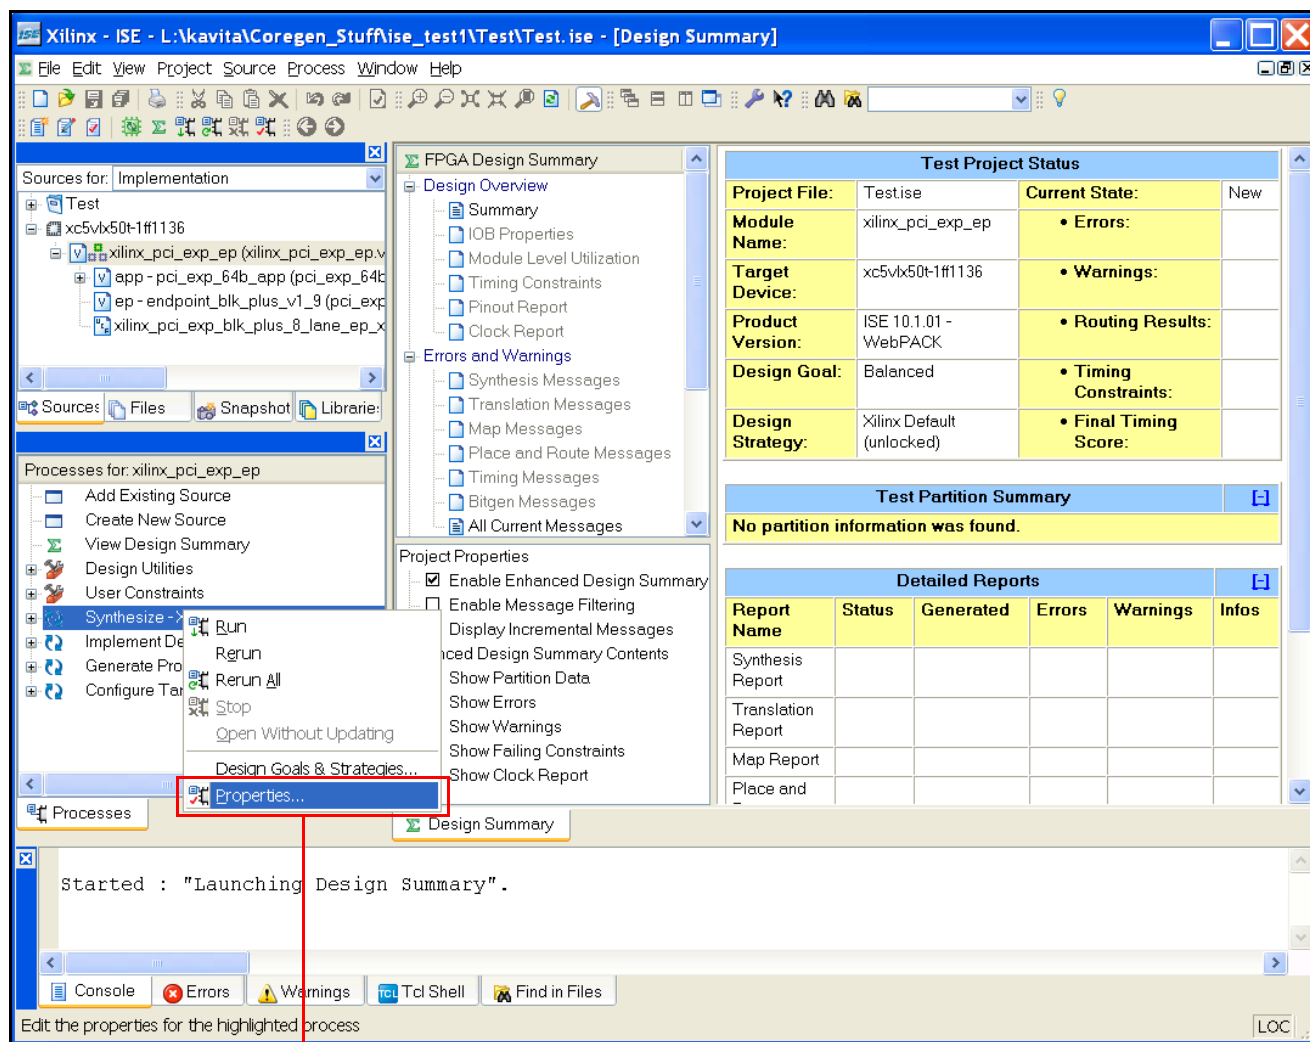 Xilinx - ISE - L:\kavita\Coregen_Stuff\ise_test1\Test\Test.ise - [Design Summary]
File Edit View Project Source Process Window Help
Sources for: Implementation
Test
xc5vlx50t-1ff1136
xilinx_pci_exp_ep (xilinx_pci_exp_ep.v
app - pci_exp_64b_app (pci_exp_64b
ep - endpoint_blk_plus_v1_9 (pci_exp
xilinx_pci_exp_blk_plus_8_lane_ep_x
Sources Files Snapshot Libraries
Processes for: xilinx_pci_exp_ep
Add Existing Source
Create New Source
View Design Summary
Design Utilities
User Constraints
Synthesize - X
Implement De
Generate Pro
Configure Tar
Processes
Run
Rerun
Rerun All
Stop
Open Without Updating
Design Goals & Strategies...
Properties...
FPGA Design Summary
Design Overview
Summary
IOB Properties
Module Level Utilization
Timing Constraints
Pinout Report
Clock Report
Errors and Warnings
Synthesis Messages
Translation Messages
Map Messages
Place and Route Messages
Timing Messages
Bitgen Messages
All Current Messages
Project Properties
Enable Enhanced Design Summary
Enable Message Filtering
Display Incremental Messages
nced Design Summary Contents
Show Partition Data
Show Errors
Show Warnings
Show Failing Constraints
Show Clock Report
Design Summary
Test Project Status
Project File: Test.ise Current State: New
Module Name: xilinx_pci_exp_ep • Errors:
Target Device: xc5vlx50t-1ff1136 • Warnings:
Product Version: ISE 10.1.01 - WebPACK • Routing Results:
Design Goal: Balanced • Timing Constraints:
Design Strategy: Xilinx Default (unlocked) • Final Timing Score:
Test Partition Summary [-]
No partition information was found.
Detailed Reports [-]
Report Name Status Generated Errors Warnings Infos
Synthesis Report
Translation Report
Map Report
Place and
Started : "Launching Design Summary".
Console Errors Warnings Tcl Shell Find in Files
Edit the properties for the highlighted process
LOC